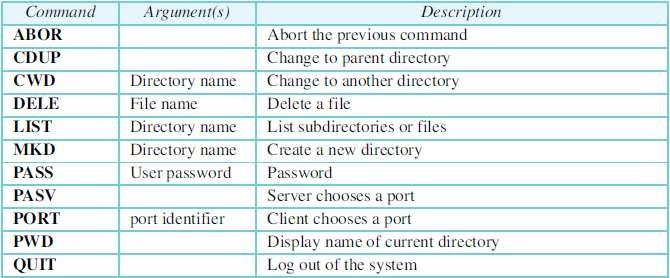 Command Argument(s) Description
ABOR Abort the previous command
CDUP Change to parent directory
CWD Directory name Change to another directory
DELE File name Delete a file
LIST Directory name List subdirectories or files
MKD Directory name Create a new directory
PASS User password Password
PASV Server chooses a port
PORT port identifier Client chooses a port
PWD Display name of current directory
QUIT Log out of the system